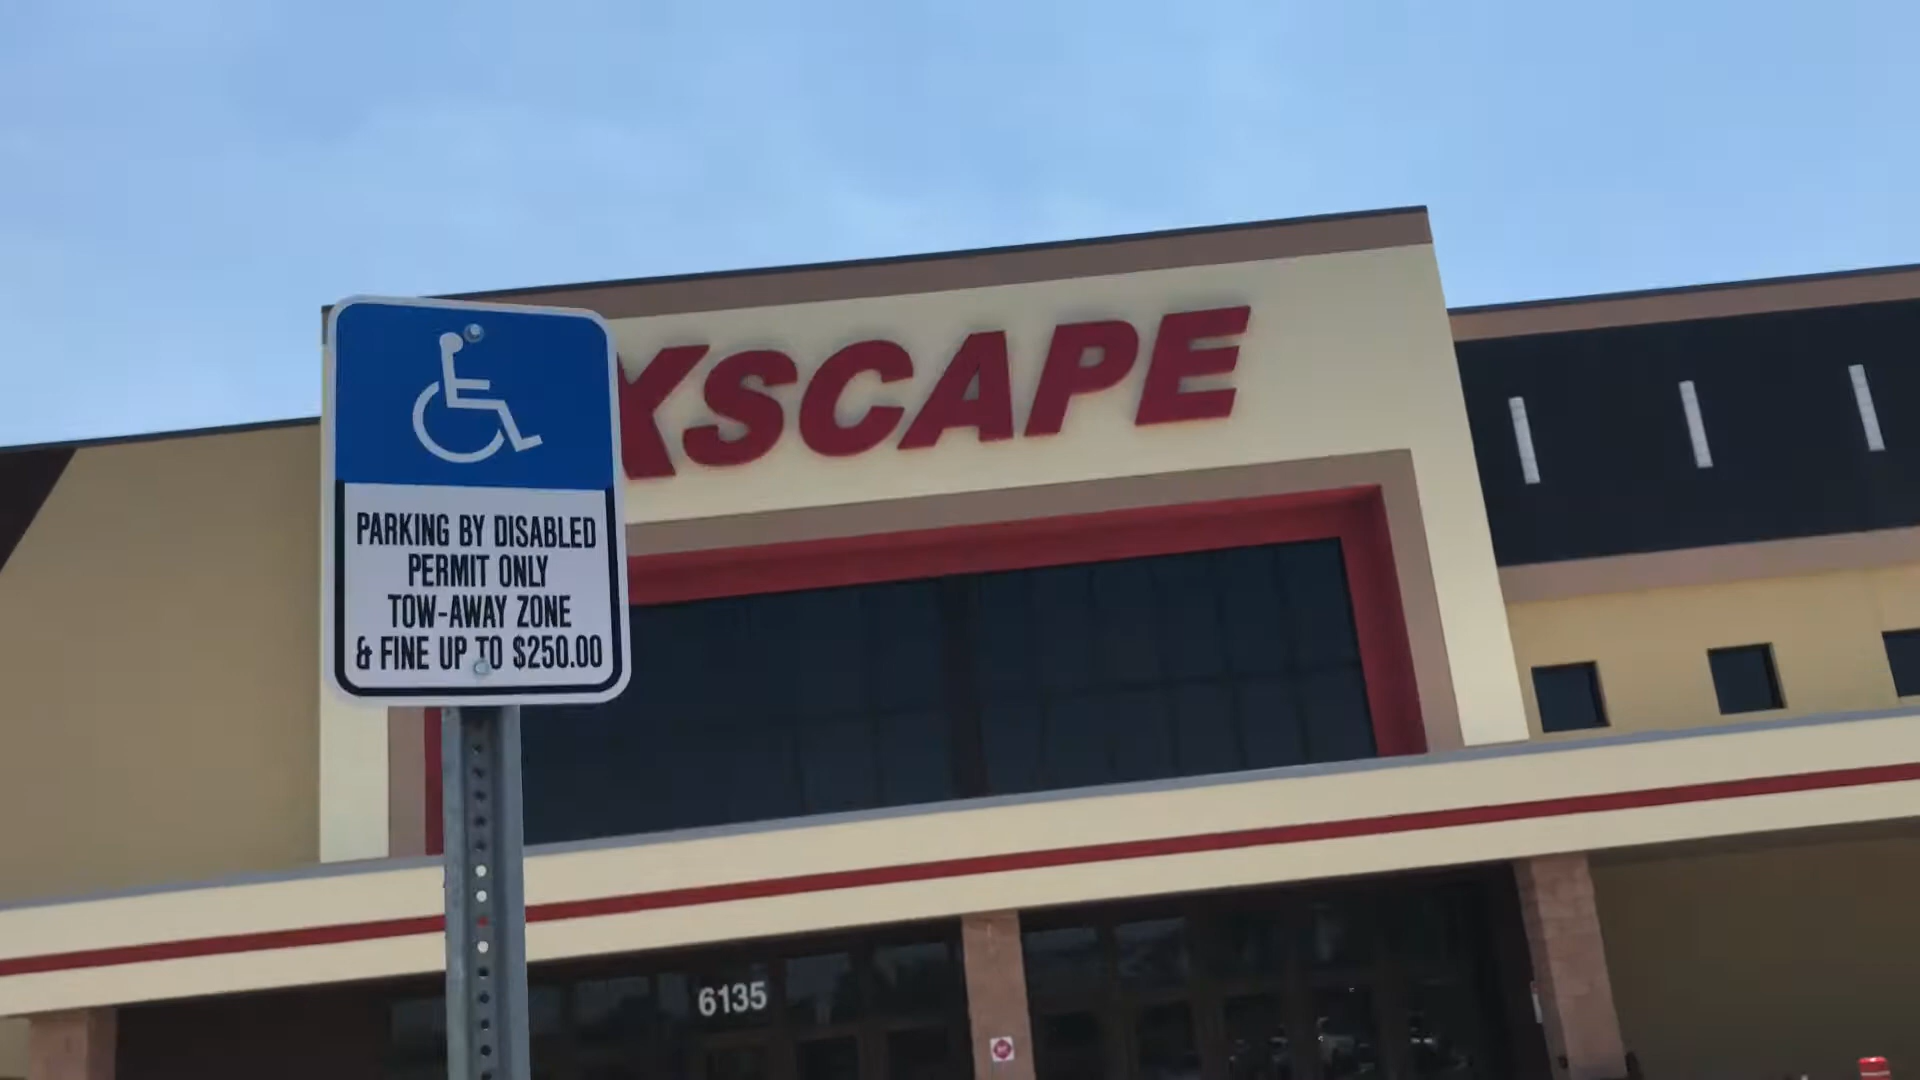 XSCAPE
PARKING BY DISABLED
PERMIT ONLY
TOW-AWAY ZONE
& FINE UP TO $250.00
6135